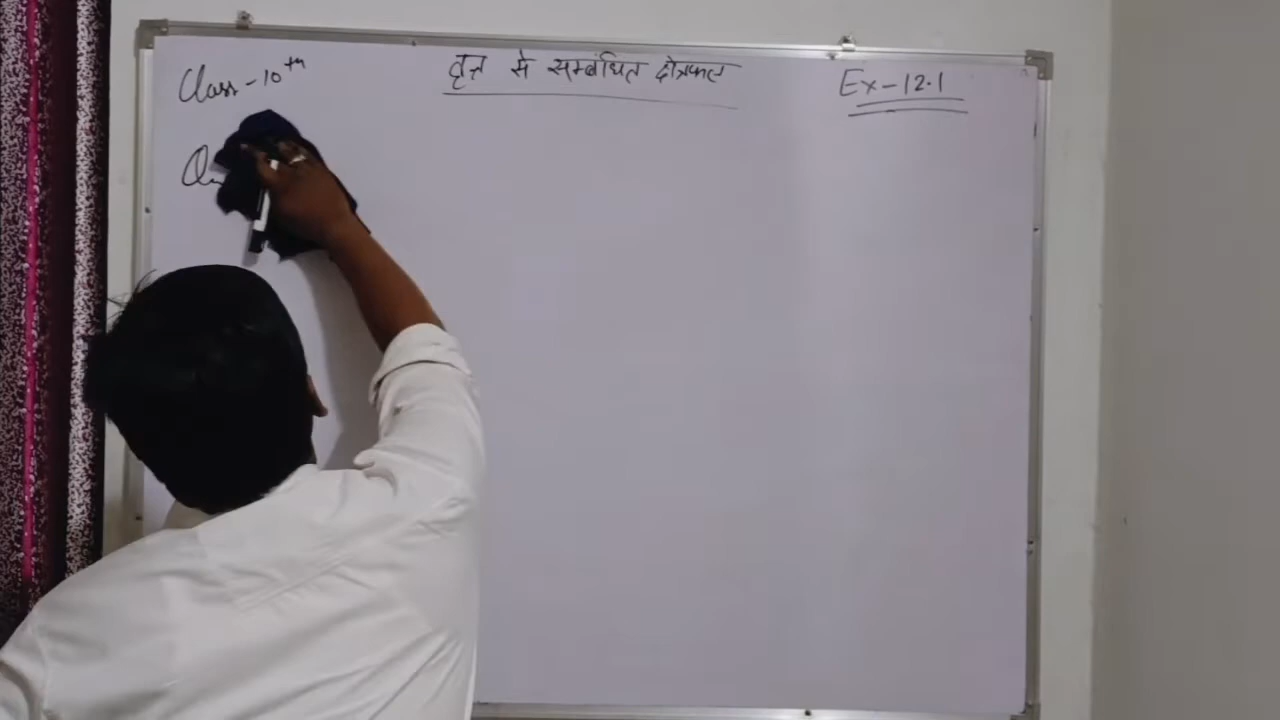 Class-10th वृत्त से सम्बंधित क्षेत्रफल Ex-12.1